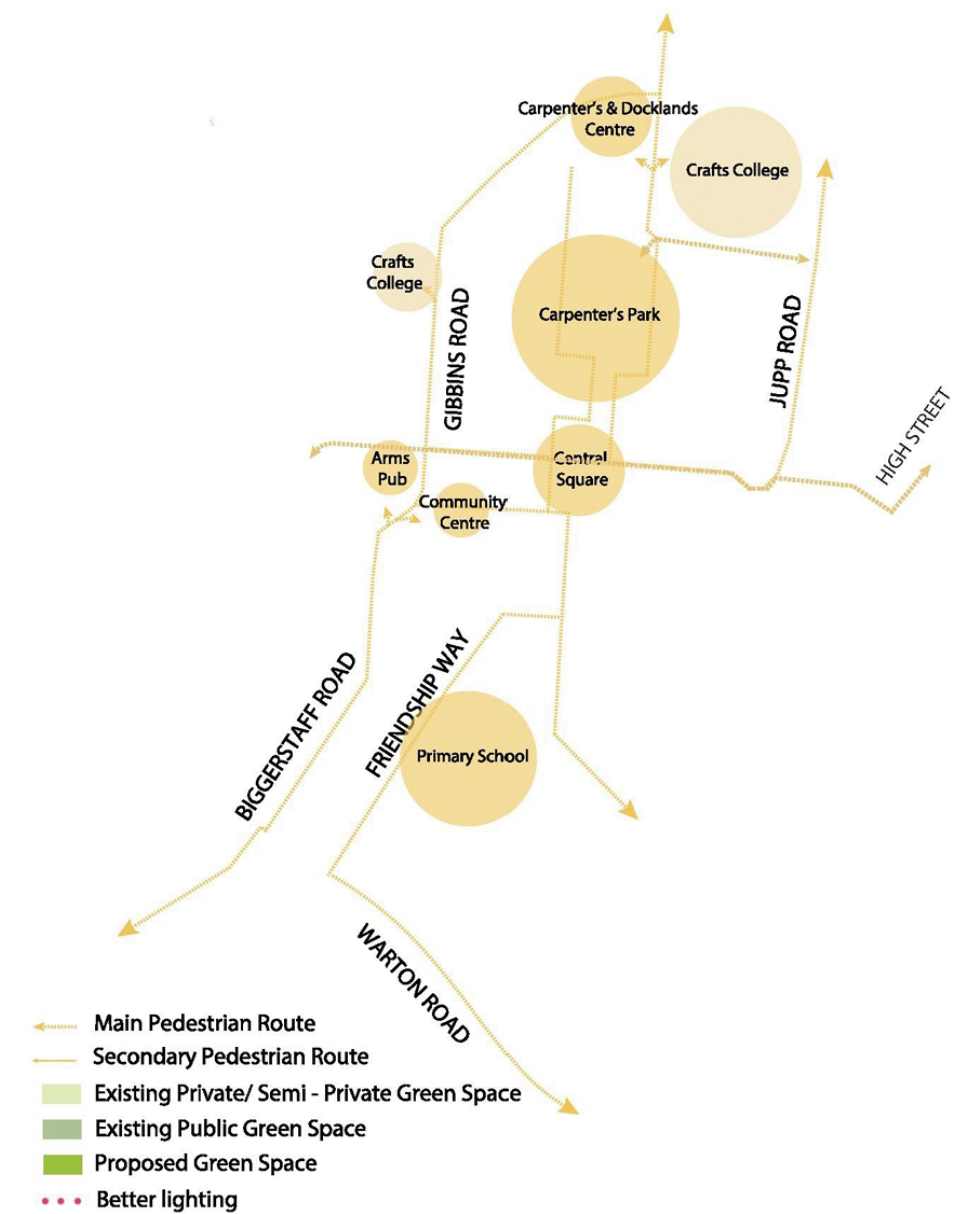 Carpenter's & Docklands
Centre
Crafts College
Crafts
College
GIBBINS ROAD
Carpenter's Park
JUPP ROAD
HIGH STREET
Arms
Pub
Central
Square
Community
Centre
BIGGERSTAFF ROAD
FRIENDSHIP WAY
Primary School
WARTON ROAD
Main Pedestrian Route
Secondary Pedestrian Route
Existing Private/ Semi - Private Green Space
Existing Public Green Space
Proposed Green Space
Better lighting